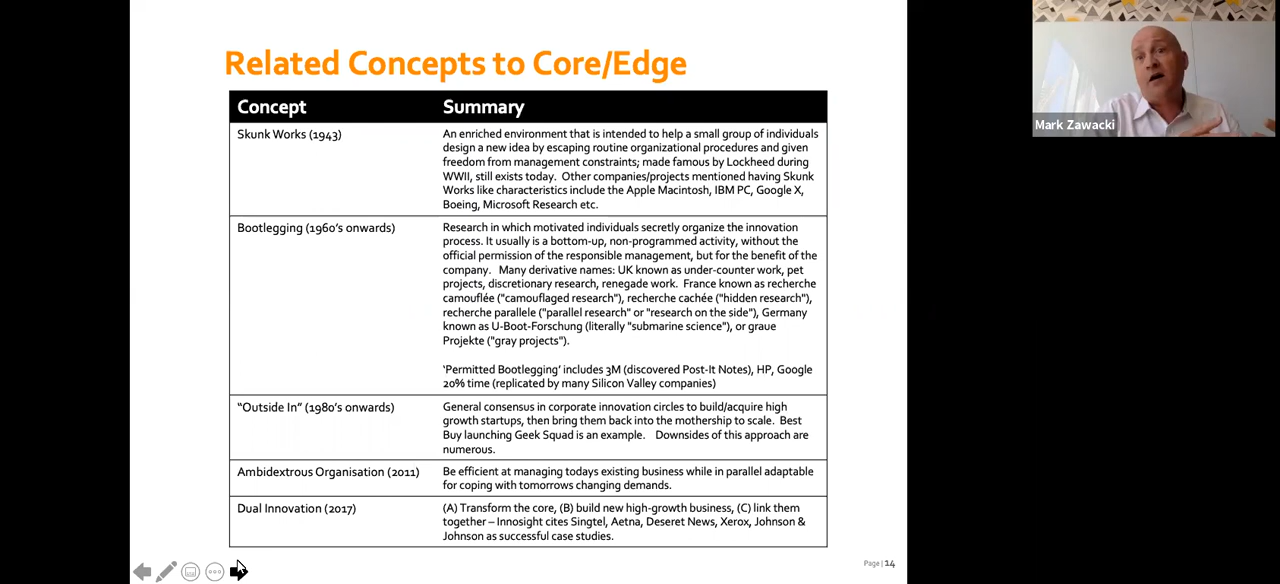 Related Concepts to Core/Edge
Concept Summary
Skunk Works (1943)
An enriched environment that is intended to help a small group of individuals
design a new idea by escaping routine organizational procedures and given
freedom from management constraints; made famous by Lockheed during
WWII, still exists today. Other companies/projects mentioned having Skunk
Works like characteristics include the Apple Macintosh, IBM PC, Google X,
Boeing, Microsoft Research etc.
Bootlegging (1960's onwards)
Research in which motivated individuals secretly organize the innovation
process. It usually is a bottom-up, non-programmed activity, without the
official permission of the responsible management, but for the benefit of the
company. Many derivative names: UK known as under-counter work, pet
projects, discretionary research, renegade work. France known as recherche
camouflée ("camouflaged research"), recherche cachée ("hidden research"),
recherche parallele ("parallel research" or "research on the side"), Germany
known as U-Boot-Forschung (literally "submarine science"), or graue
Projekte ("gray projects").
'Permitted Bootlegging' includes 3M (discovered Post-It Notes), HP, Google
20% time (replicated by many Silicon Valley companies)
"Outside In" (1980's onwards)
General consensus in corporate innovation circles to build/acquire high
growth startups, then bring them back into the mothership to scale. Best
Buy launching Geek Squad is an example. Downsides of this approach are
numerous.
Ambidextrous Organisation (2011)
Be efficient at managing todays existing business while in parallel adaptable
for coping with tomorrows changing demands.
Dual Innovation (2017)
(A) Transform the core, (B) build new high-growth business, (C) link them
together – Innosight cites Singtel, Aetna, Deseret News, Xerox, Johnson &
Johnson as successful case studies.
Page | 14
Mark Zawacki